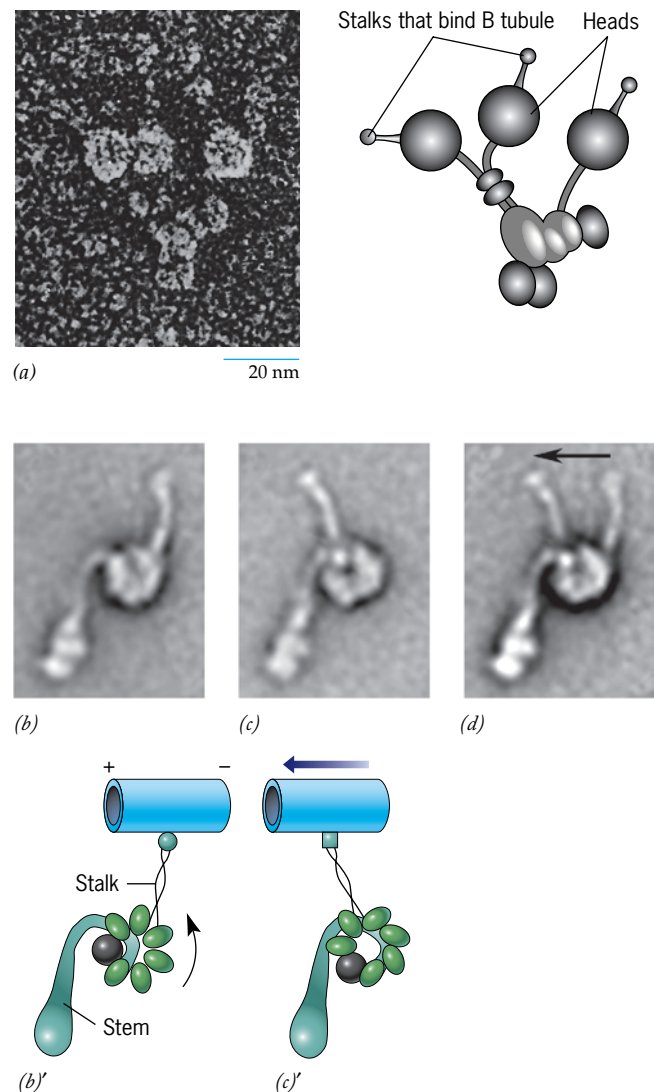 Stalks that bind B tubule
Heads
(a)
20 nm
(b)
(c)
(d)
+
–
Stalk
Stem
(b)′
(c)′